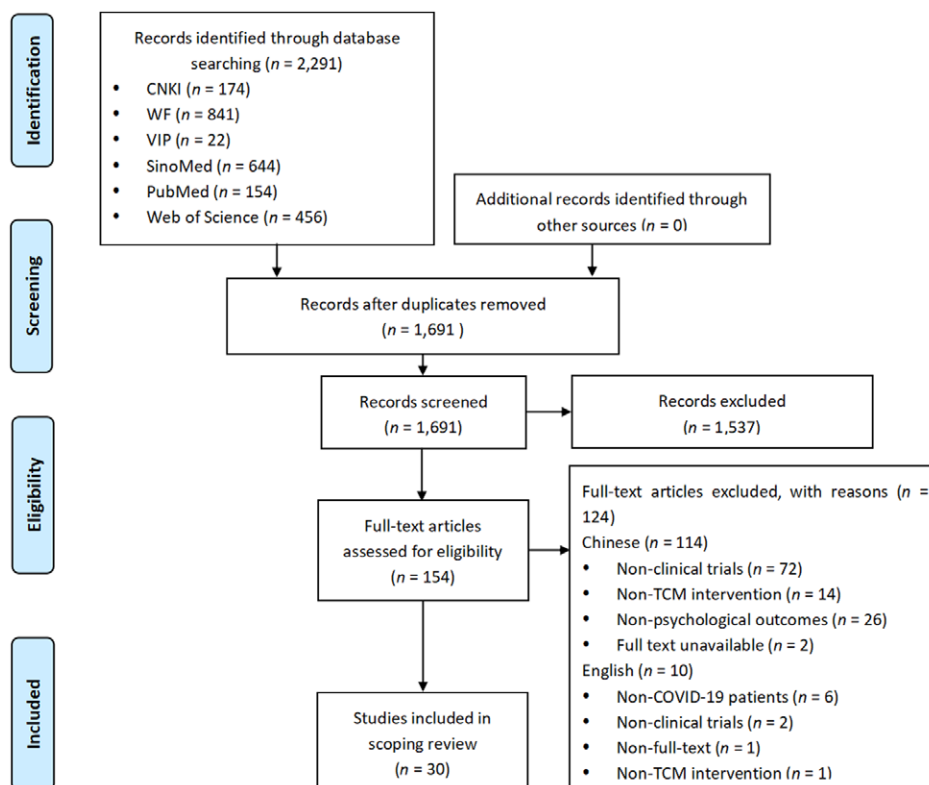 Identification
Records identified through database
searching (n = 2,291)
• CNKI (n = 174)
• WF (n = 841)
• VIP (n = 22)
• SinoMed (n = 644)
• PubMed (n = 154)
• Web of Science (n = 456)
Additional records identified through
other sources (n = 0)
Screening
Records after duplicates removed
(n = 1,691 )
Records screened
(n = 1,691)
Records excluded
(n = 1,537)
Eligibility
Full-text articles
assessed for eligibility
(n = 154)
Full-text articles excluded, with reasons (n =
124)
Chinese (n = 114)
• Non-clinical trials (n = 72)
• Non-TCM intervention (n = 14)
• Non-psychological outcomes (n = 26)
• Full text unavailable (n = 2)
English (n = 10)
• Non-COVID-19 patients (n = 6)
• Non-clinical trials (n = 2)
• Non-full-text (n = 1)
• Non-TCM intervention (n = 1)
Included
Studies included in
scoping review
(n = 30)